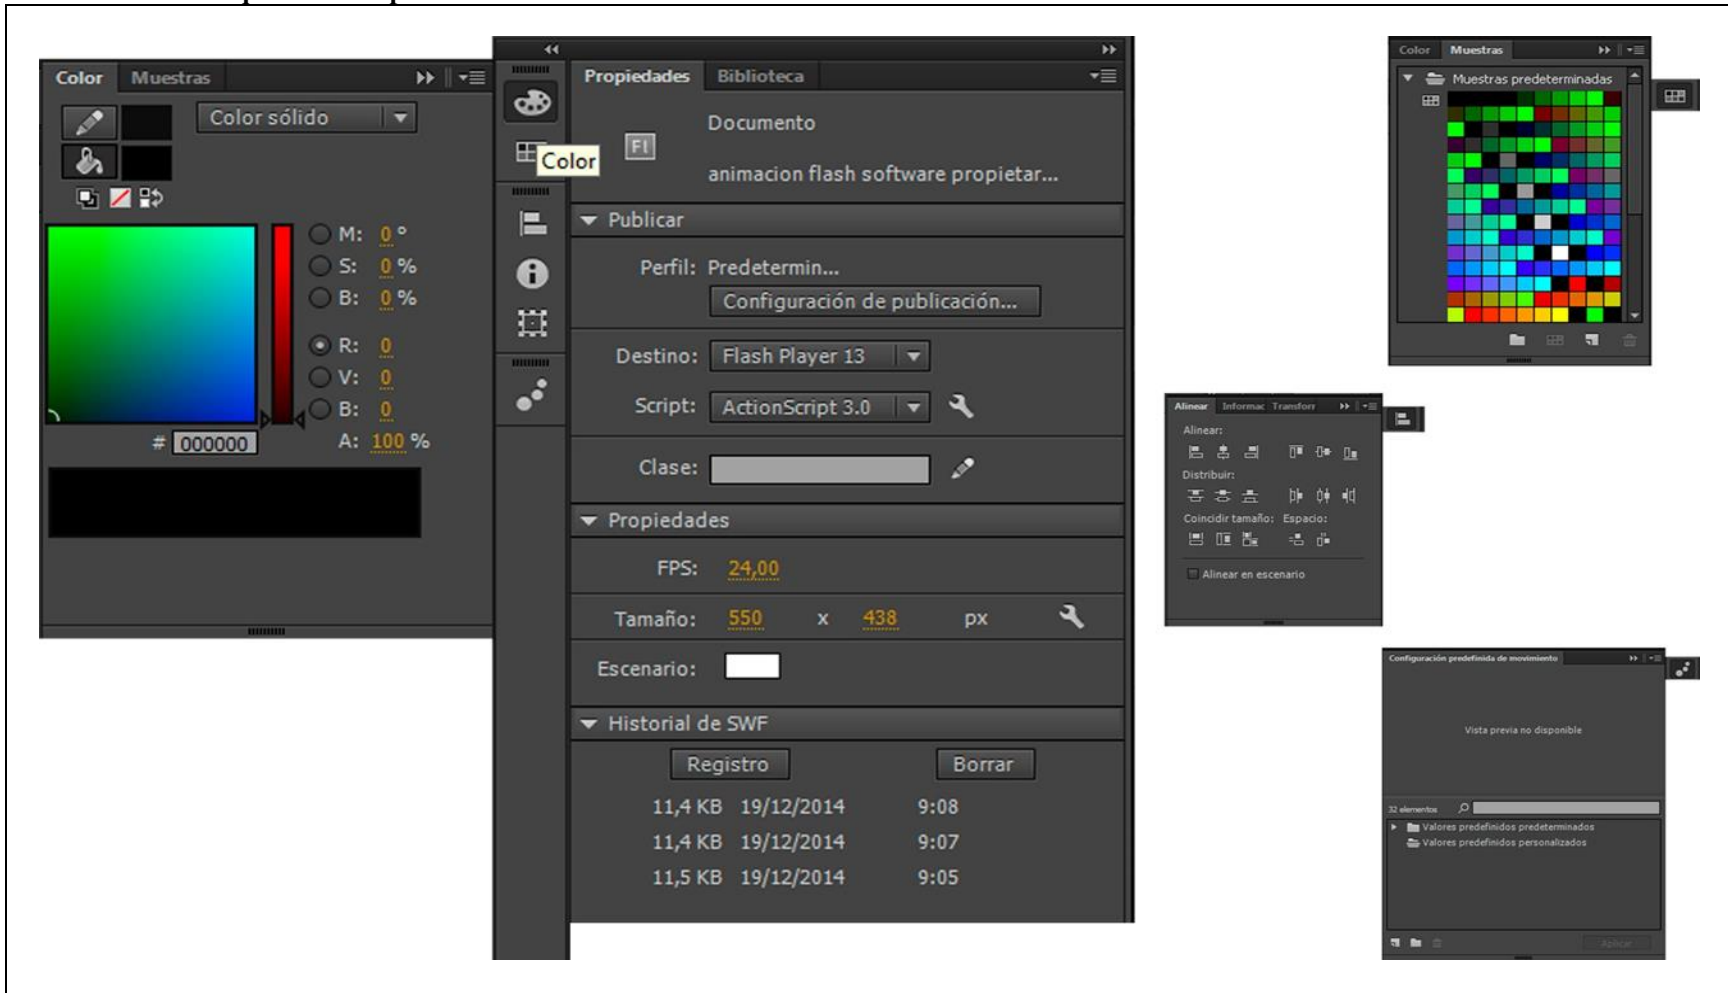 Color Muestras
Color sólido
M: 0 °
S: 0 %
B: 0 %
R: 0
V: 0
B: 0
# 000000 A: 100 %
Color
Propiedades Biblioteca
Fl
Documento
animacion flash software propietar...
Publicar
Perfil: Predetermin...
Configuración de publicación...
Destino: Flash Player 13
Script: ActionScript 3.0
Clase:
Propiedades
FPS: 24,00
Tamaño: 550 x 438 px
Escenario:
Historial de SWF
Registro Borrar
11,4 KB 19/12/2014 9:08
11,4 KB 19/12/2014 9:07
11,5 KB 19/12/2014 9:05
Color Muestras
Muestras predeterminadas
Alinear Informac Transforr
Alinear:
Distribuir:
Coincidir tamaño: Espacio:
Alinear en escenario
Configuración predefinida de movimiento
Vista previa no disponible
32 elementos
Valores predefinidos predeterminados
Valores predefinidos personalizados
Aplicar